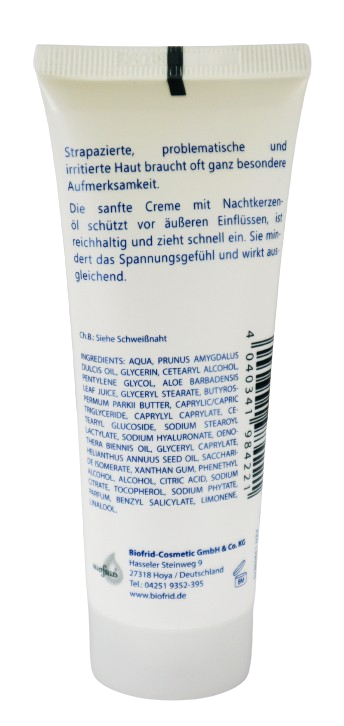 Strapazierte, problematische und
irritierte Haut braucht oft ganz besondere
Aufmerksamkeit.
Die sanfte Creme mit Nachtkerzen-
öl schützt vor äußeren Einflüssen, ist
reichhaltig und zieht schnell ein. Sie min-
dert das Spannungsgefühl und wirkt aus-
gleichend.
Ch.B.: Siehe Schweißnaht
INGREDIENTS: AQUA, PRUNUS AMYGDALUS
DULCIS OIL, GLYCERIN, CETEARYL ALCOHOL,
PENTYLENE GLYCOL, ALOE BARBADENSIS
LEAF JUICE, GLYCERYL STEARATE, BUTYROS-
PERMUM PARKII BUTTER, CAPRYLIC/CAPRIC
TRIGLYCERIDE, CAPRYLYL CAPRYLATE, CE-
TEARYL GLUCOSIDE, SODIUM STEAROYL
LACTYLATE, SODIUM HYALURONATE, OENO-
THERA BIENNIS OIL, GLYCERYL CAPRYLATE,
HELIANTHUS ANNUUS SEED OIL, SACCHARI-
DE ISOMERATE, XANTHAN GUM, PHENETHYL
ALCOHOL, ALCOHOL, CITRIC ACID, SODIUM
CITRATE, TOCOPHEROL, SODIUM PHYTATE,
PARFUM, BENZYL SALICYLATE, LIMONENE,
LINALOOL.
4 040341 984221
biofrid
Biofrid-Cosmetic GmbH & Co. KG
Hasseler Steinweg 9
27318 Hoya / Deutschland
Tel.: 04251 9352-395
www.biofrid.de